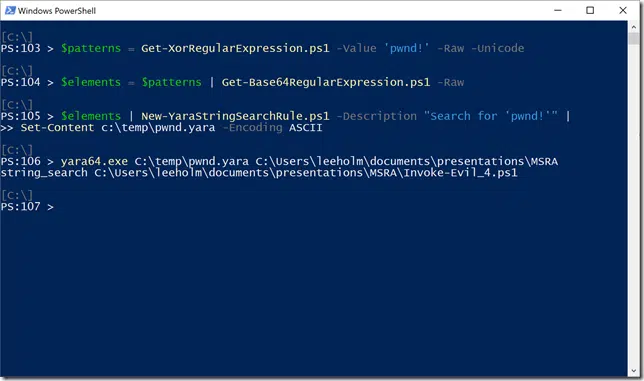 Windows PowerShell
[C:\]
PS:103 > $patterns = Get-XorRegularExpression.ps1 -Value 'pwnd!' -Raw -Unicode
[C:\]
PS:104 > $elements = $patterns | Get-Base64RegularExpression.ps1 -Raw
[C:\]
PS:105 > $elements | New-YaraStringSearchRule.ps1 -Description "Search for 'pwnd!'" |
>> Set-Content c:\temp\pwnd.yara -Encoding ASCII
[C:\]
PS:106 > yara64.exe C:\temp\pwnd.yara C:\Users\leeholm\documents\presentations\MSRA
string_search C:\Users\leeholm\documents\presentations\MSRA\Invoke-Evil_4.ps1
[C:\]
PS:107 >